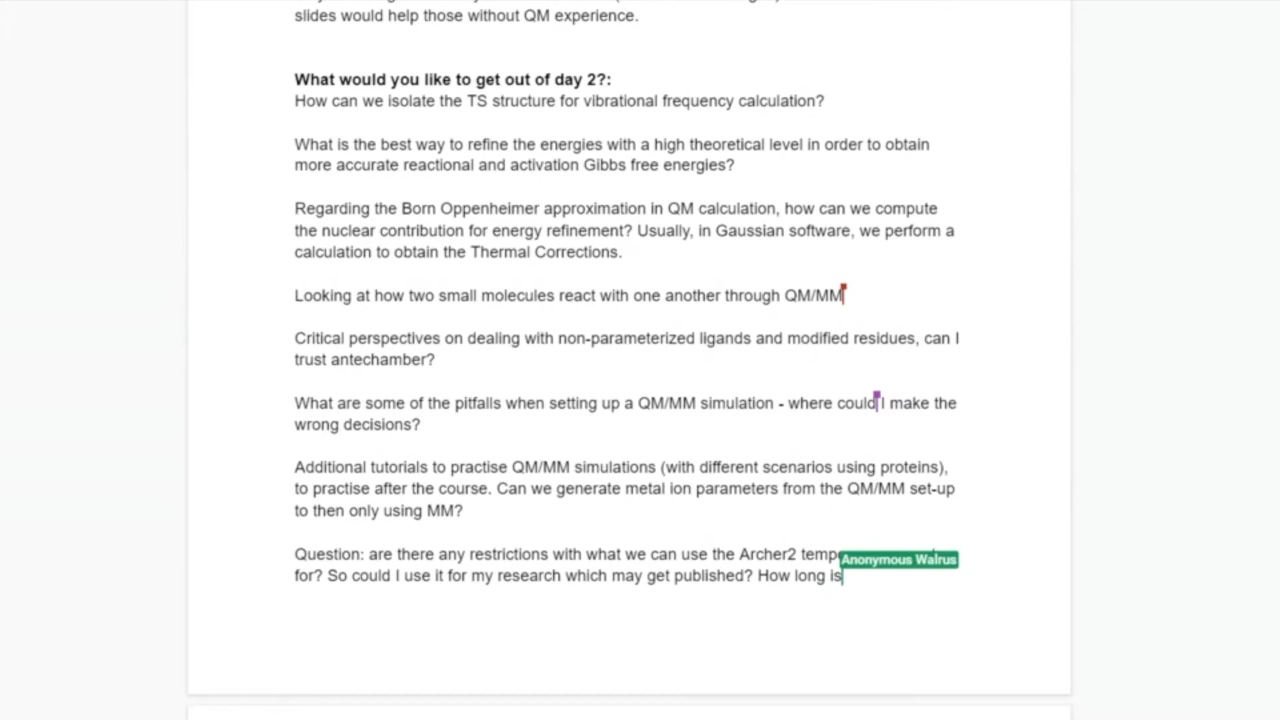 slides would help those without QM experience.
What would you like to get out of day 2?:
How can we isolate the TS structure for vibrational frequency calculation?
What is the best way to refine the energies with a high theoretical level in order to obtain
more accurate reactional and activation Gibbs free energies?
Regarding the Born Oppenheimer approximation in QM calculation, how can we compute
the nuclear contribution for energy refinement? Usually, in Gaussian software, we perform a
calculation to obtain the Thermal Corrections.
Looking at how two small molecules react with one another through QM/MM
Critical perspectives on dealing with non-parameterized ligands and modified residues, can I
trust antechamber?
What are some of the pitfalls when setting up a QM/MM simulation - where could I make the
wrong decisions?
Additional tutorials to practise QM/MM simulations (with different scenarios using proteins),
to practise after the course. Can we generate metal ion parameters from the QM/MM set-up
to then only using MM?
Question: are there any restrictions with what we can use the Archer2
Anonymous Walrus
for? So could I use it for my research which may get published? How long is